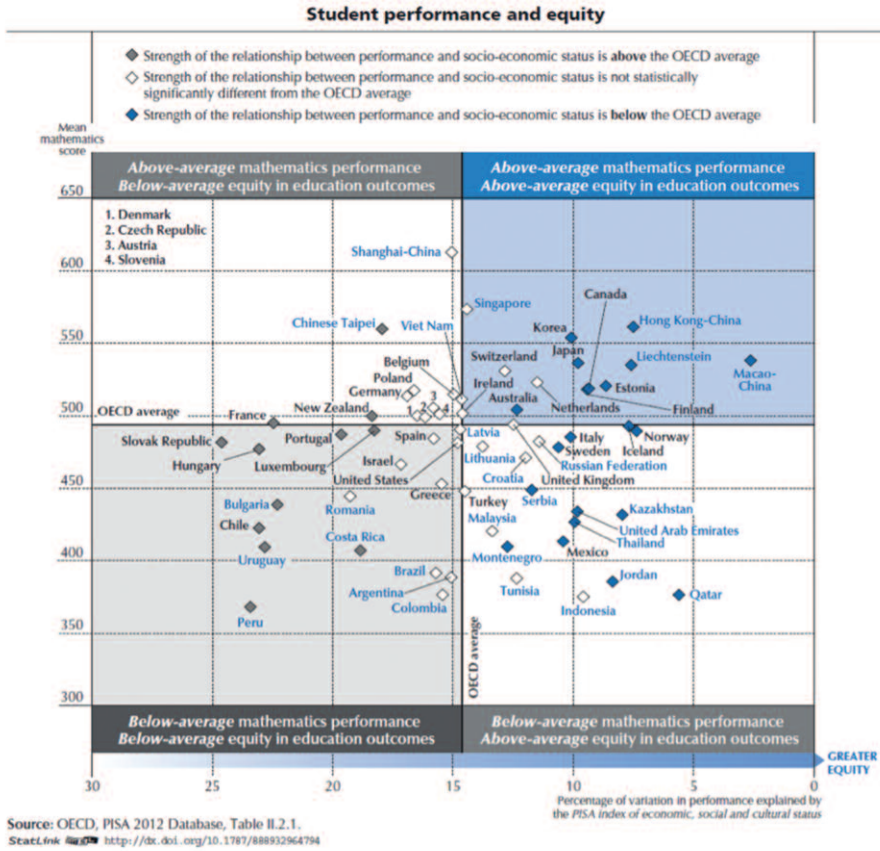 Student performance and equity
Strength of the relationship between performance and socio-economic status is above the OECD average
Strength of the relationship between performance and socio-economic status is not statistically
significantly different from the OECD average
Strength of the relationship between performance and socio-economic status is below the OECD average
Mean
mathematics
score
Above-average mathematics performance
Below-average equity in education outcomes
Above-average mathematics performance
Above-average equity in education outcomes
650
1. Denmark
2. Czech Republic
3. Austria
4. Slovenia
Shanghai-China
600
Singapore
Canada
Chinese Taipei
Viet Nam
Korea
Hong Kong-China
550
Belgium
Switzerland
Japan
Liechtenstein
Poland
Germany
Ireland
Macao-
China
Estonia
Australia
3
1
2
4
New Zealand
Netherlands
Finland
OECD average
500
France
Slovak Republic
Portugal
Spain
Latvia
Italy
Norway
Hungary
Luxembourg
Israel
Lithuania
Sweden
Iceland
Russian Federation
United States
Croatia
United Kingdom
450
Greece
Turkey
Serbia
Bulgaria
Romania
Malaysia
Kazakhstan
Chile
United Arab Emirates
Costa Rica
Thailand
Uruguay
Montenegro
Mexico
400
Brazil
Argentina
Tunisia
Jordan
Colombia
Indonesia
Qatar
Peru
350
OECD average
300
Below-average mathematics performance
Below-average equity in education outcomes
Below-average mathematics performance
Above-average equity in education outcomes
GREATER
EQUITY
30
25
20
15
10
5
0
Percentage of variation in performance explained by
the PISA index of economic, social and cultural status
Source: OECD, PISA 2012 Database, Table II.2.1.
StatLink http://dx.doi.org/10.1787/888932964794